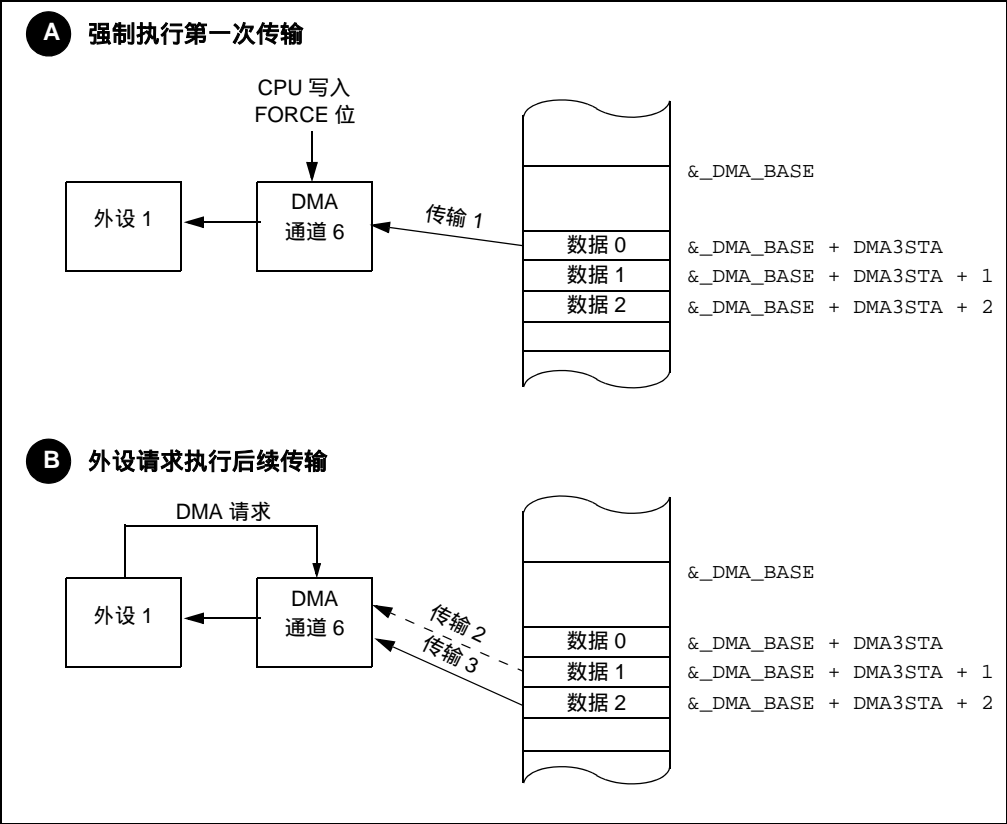 A 强制执行第一次传输
CPU 写入
FORCE 位
&_DMA_BASE
外设 1
DMA
通道 6
传输 1
数据 0
&_DMA_BASE + DMA3STA
数据 1
&_DMA_BASE + DMA3STA + 1
数据 2
&_DMA_BASE + DMA3STA + 2
B 外设请求执行后续传输
DMA 请求
&_DMA_BASE
外设 1
DMA
通道 6
传输 2
传输 3
数据 0
&_DMA_BASE + DMA3STA
数据 1
&_DMA_BASE + DMA3STA + 1
数据 2
&_DMA_BASE + DMA3STA + 2